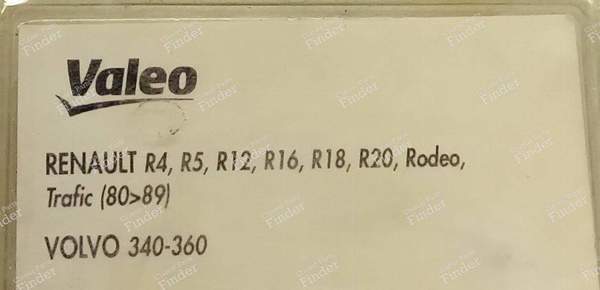 Valeo
RENAULT R4, R5, R12, R16, R18, R20, Rodeo,
Trafic (80>89)
VOLVO 340-360